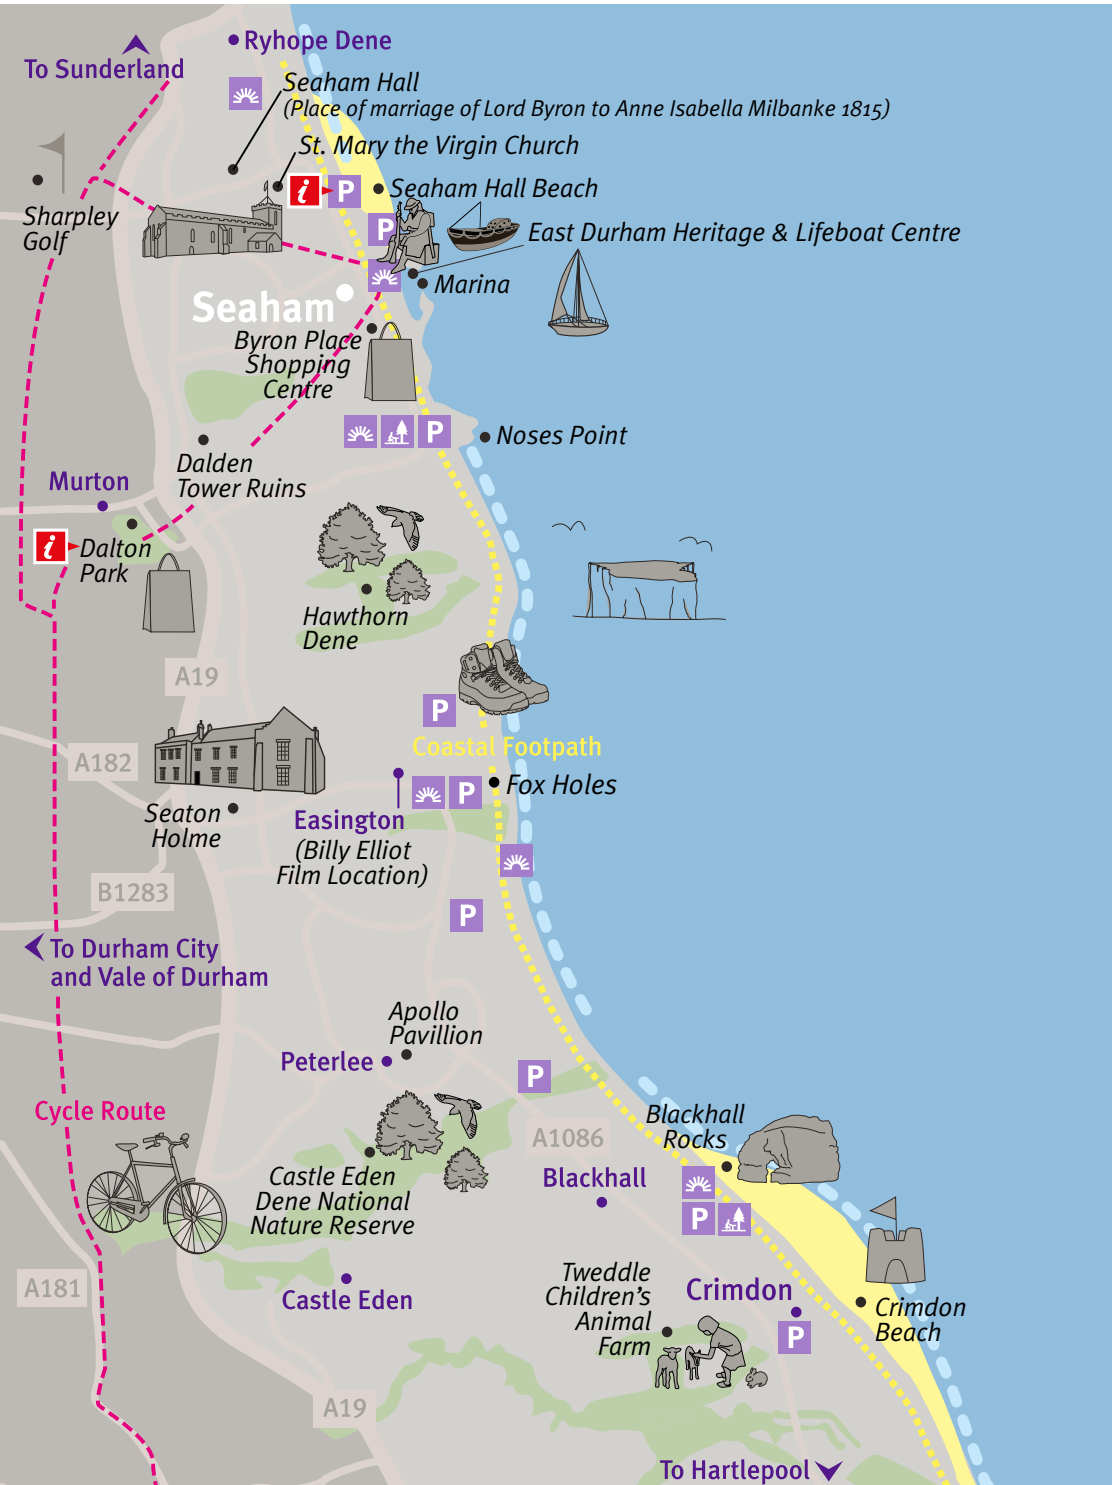 Ryhope Dene
To Sunderland
Seaham Hall
(Place of marriage of Lord Byron to Anne Isabella Milbanke 1815)
St. Mary the Virgin Church
i
P
Seaham Hall Beach
Sharpley
Golf
P
East Durham Heritage & Lifeboat Centre
Marina
Seaham
Byron Place
Shopping
Centre
P
Noses Point
Dalden
Tower Ruins
Murton
i
Dalton
Park
Hawthorn
Dene
A19
P
Coastal Footpath
A182
Fox Holes
P
Seaton
Holme
Easington
(Billy Elliot
Film Location)
B1283
P
To Durham City
and Vale of Durham
Apollo
Pavillion
Peterlee
P
Cycle Route
Blackhall
Rocks
A1086
Castle Eden
Dene National
Nature Reserve
Blackhall
P
A181
Castle Eden
Tweddle
Children's
Animal
Farm
Crimdon
P
Crimdon
Beach
A19
To Hartlepool